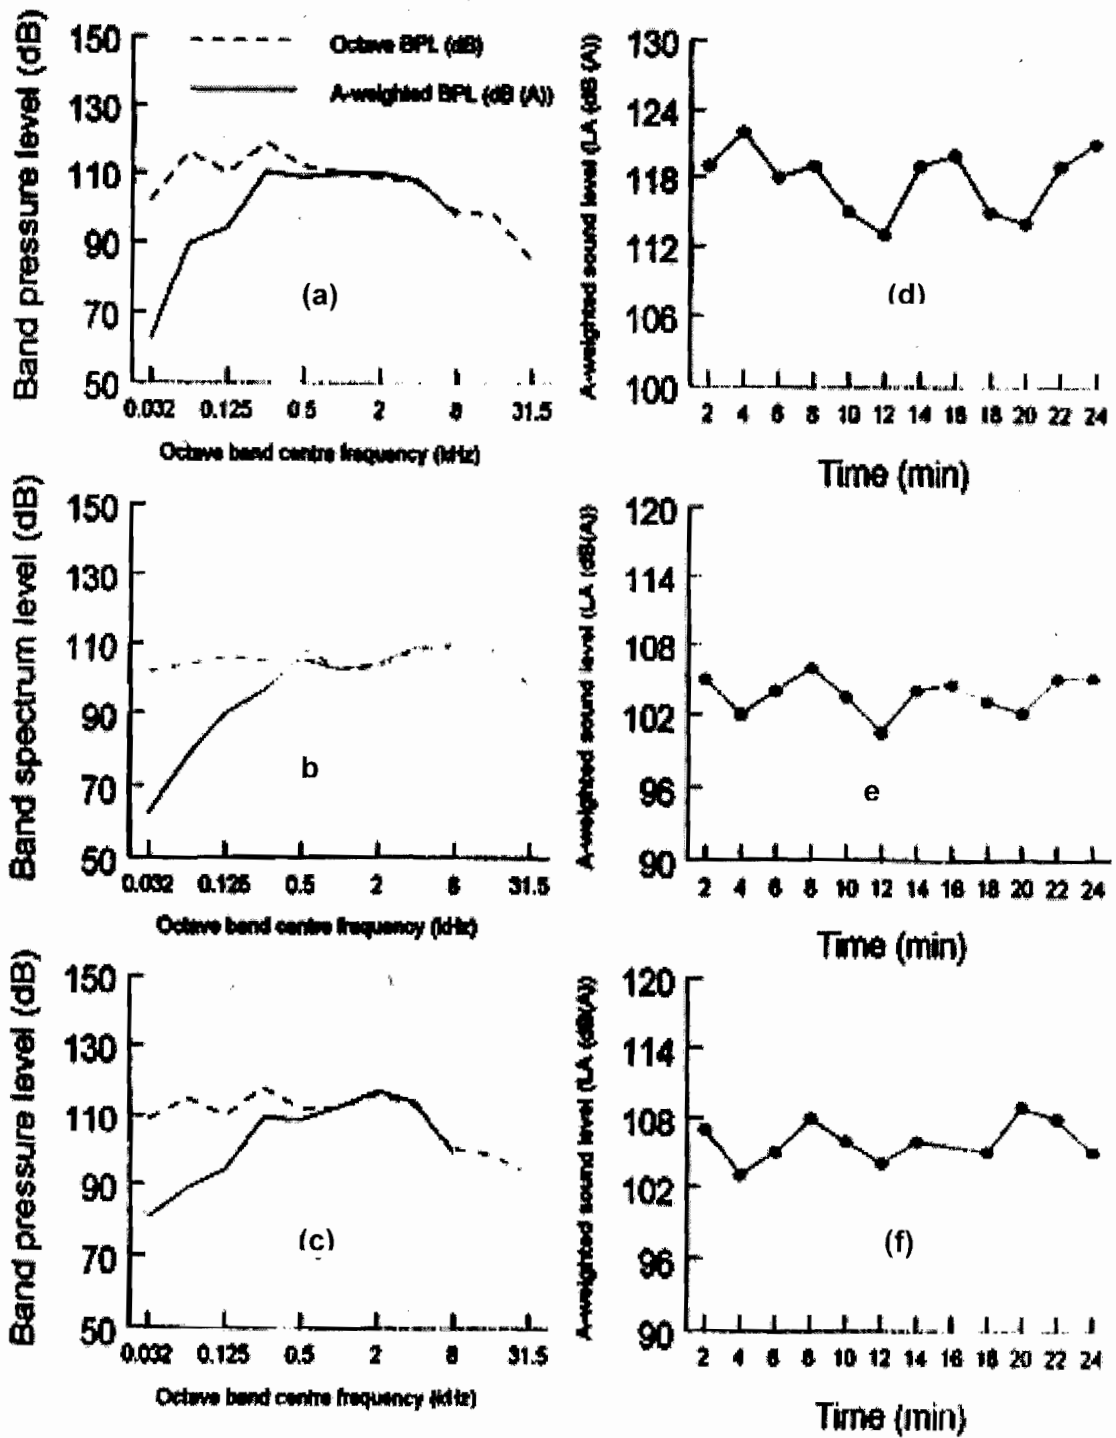 Band pressure level (dB)
150
130
110
90
70
50
Octave BPL (dB)
A-weighted BPL (dB (A))
(a)
0.032 0.125 0.5 2 8 31.5
Octave band centre frequency (kHz)
A-weighted sound level (LA (dB (A))
130
124
118
112
106
100
(d)
2 4 6 8 10 12 14 16 18 20 22 24
Time (min)
Band spectrum level (dB)
150
130
110
90
70
50
b
0.032 0.125 0.5 2 8 31.5
Octave band centre frequency (kHz)
A-weighted sound level (LA (dB(A))
120
114
108
102
96
90
e
2 4 6 8 10 12 14 16 18 20 22 24
Time (min)
Band pressure level (dB)
150
130
110
90
70
50
(c)
0.032 0.125 0.5 2 8 31.5
Octave band centre frequency (kHz)
A-weighted sound level (LA (dB(A))
120
114
108
102
96
90
(f)
2 4 6 8 10 12 14 16 18 20 22 24
Time (min)